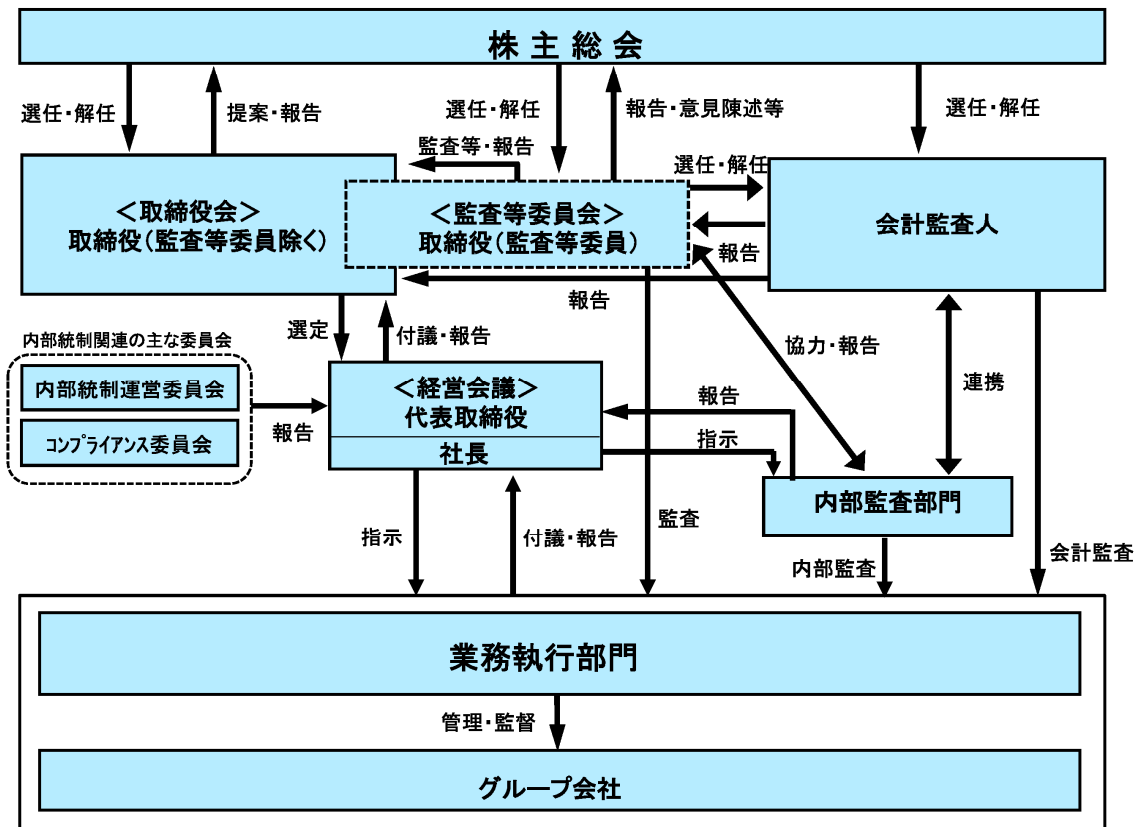 株主総会
選任・解任
提案・報告
選任・解任
報告・意見陳述等
選任・解任
監査等・報告
選任・解任
＜取締役会＞
取締役（監査等委員除く）
＜監査等委員会＞
取締役（監査等委員）
会計監査人
報告
報告
選定
付議・報告
協力・報告
連携
内部統制関連の主な委員会
内部統制運営委員会
コンプライアンス委員会
報告
＜経営会議＞
代表取締役
社長
報告
指示
内部監査部門
指示
付議・報告
監査
内部監査
会計監査
業務執行部門
管理・監督
グループ会社